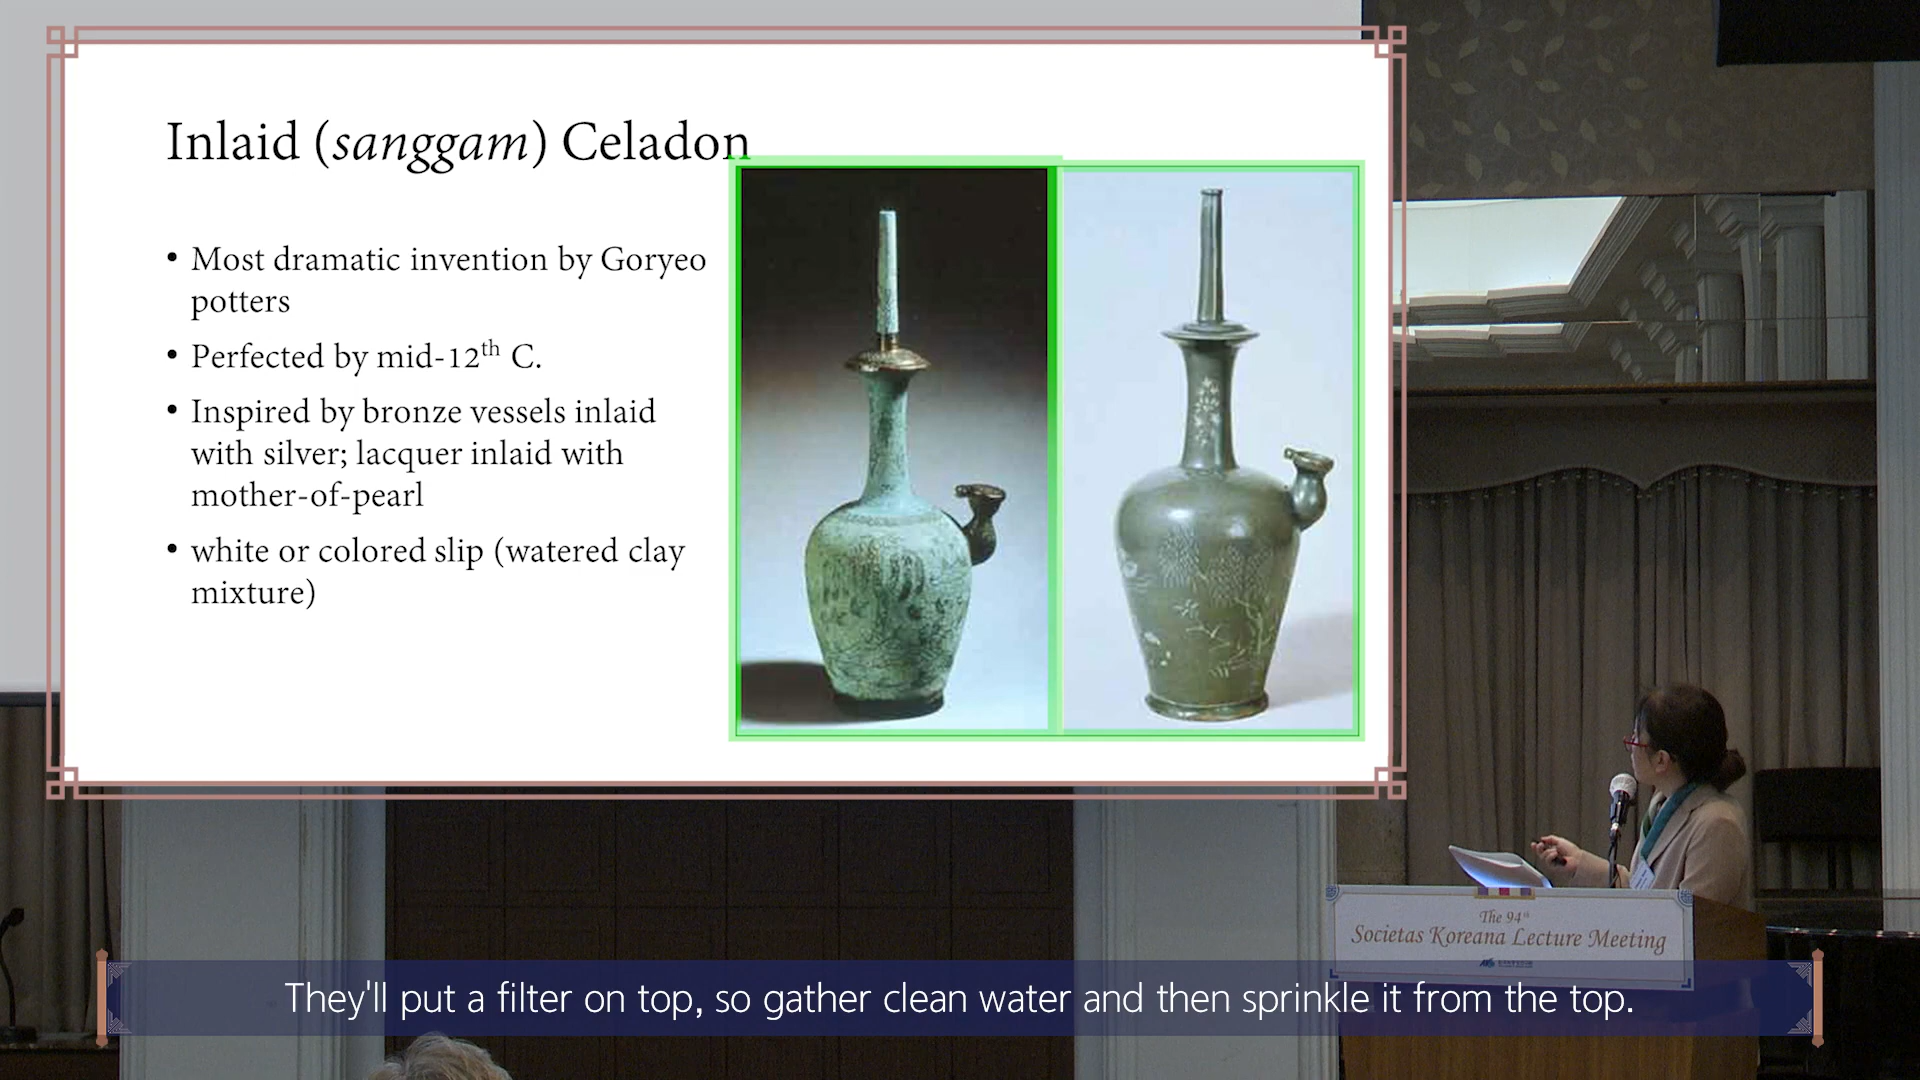 Inlaid (sanggam) Celadon
• Most dramatic invention by Goryeo
potters
• Perfected by mid-12th C.
• Inspired by bronze vessels inlaid
with silver; lacquer inlaid with
mother-of-pearl
• white or colored slip (watered clay
mixture)
The 94th
Societas Koreana Lecture Meeting
They'll put a filter on top, so gather clean water and then sprinkle it from the top.